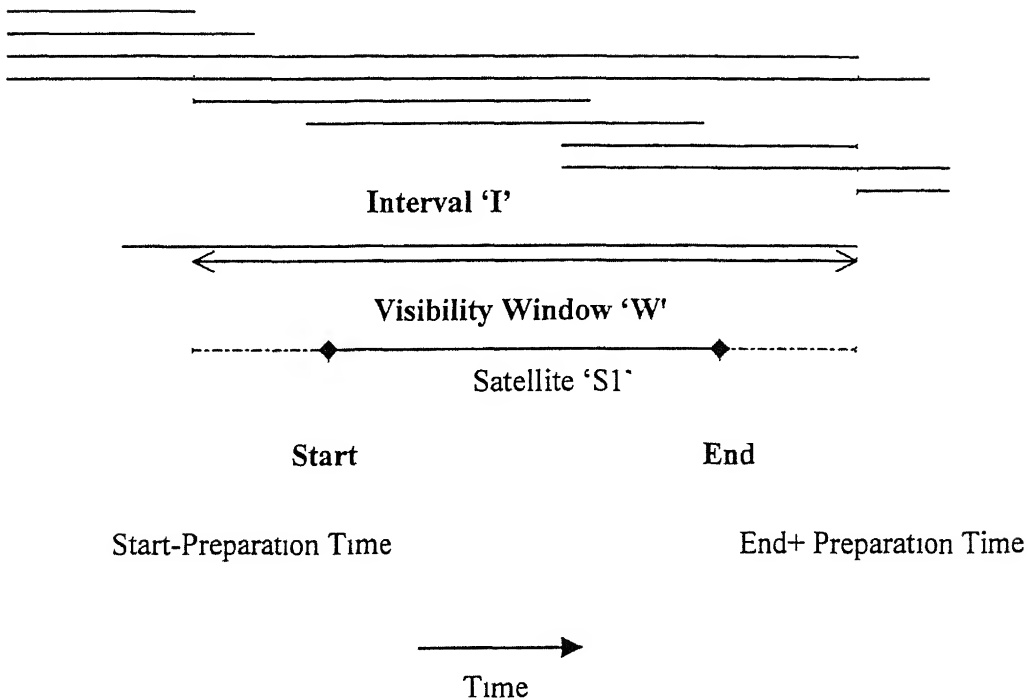 Interval ‘I’
Visibility Window ‘W'
Satellite ‘S1‘
Start End
Start-Preparation Time End+ Preparation Time
Time